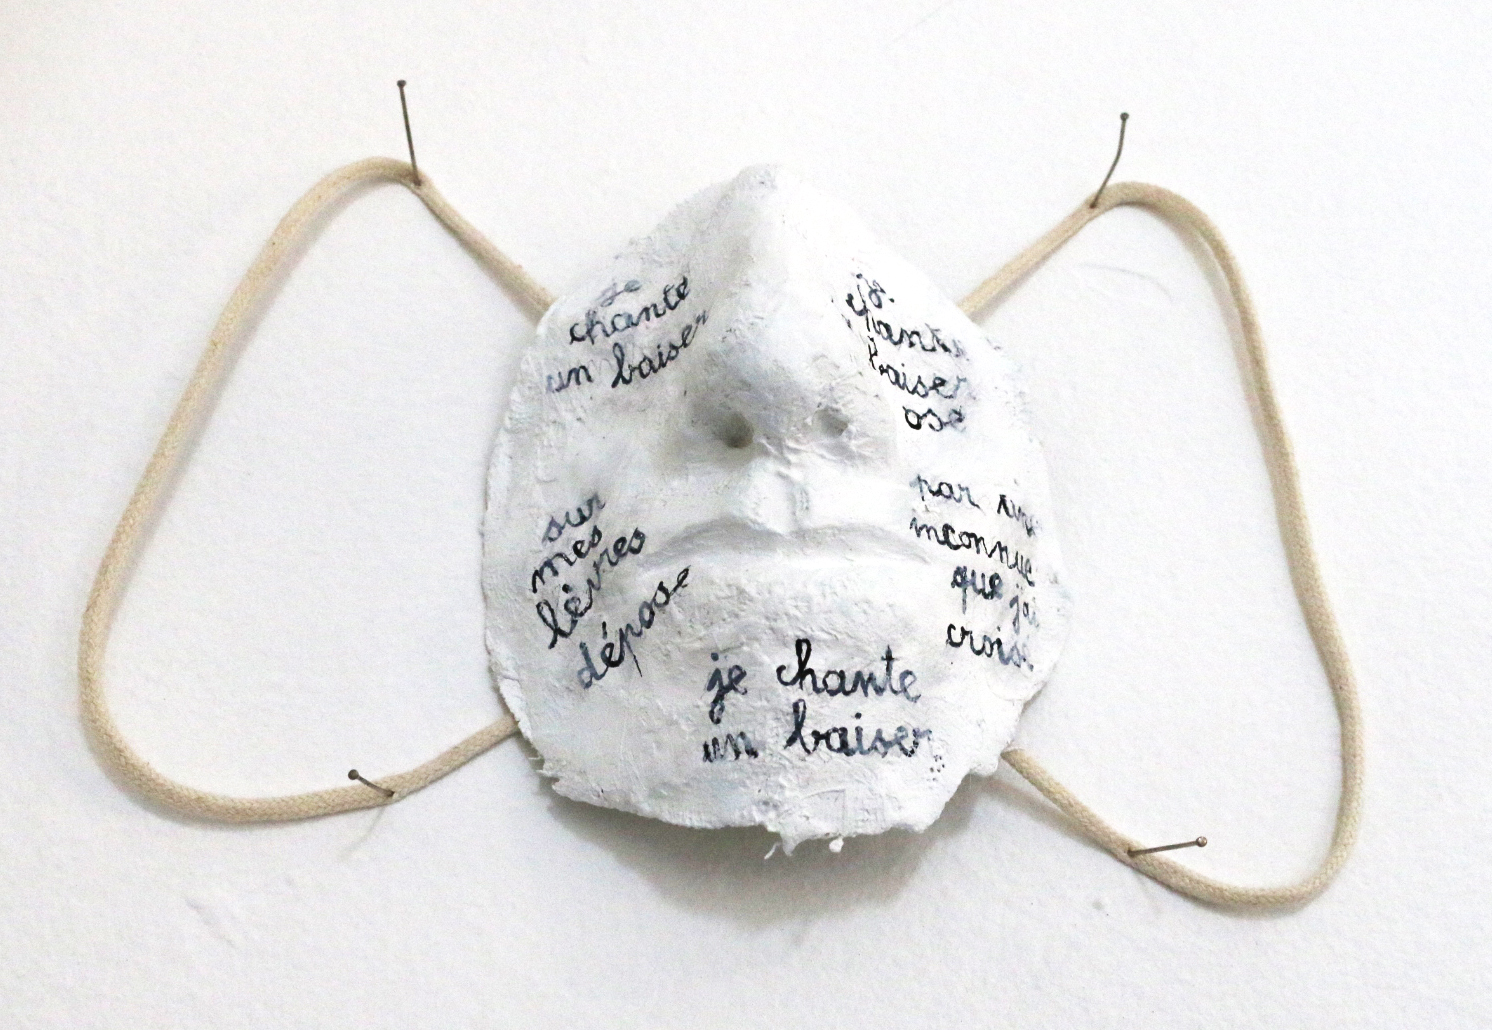 je
chante
un baiser
je
chante
baiser
osé
sur
mes
lèvres
déposé
par une
inconnue
que j'ai
croisé
je chante
un baiser